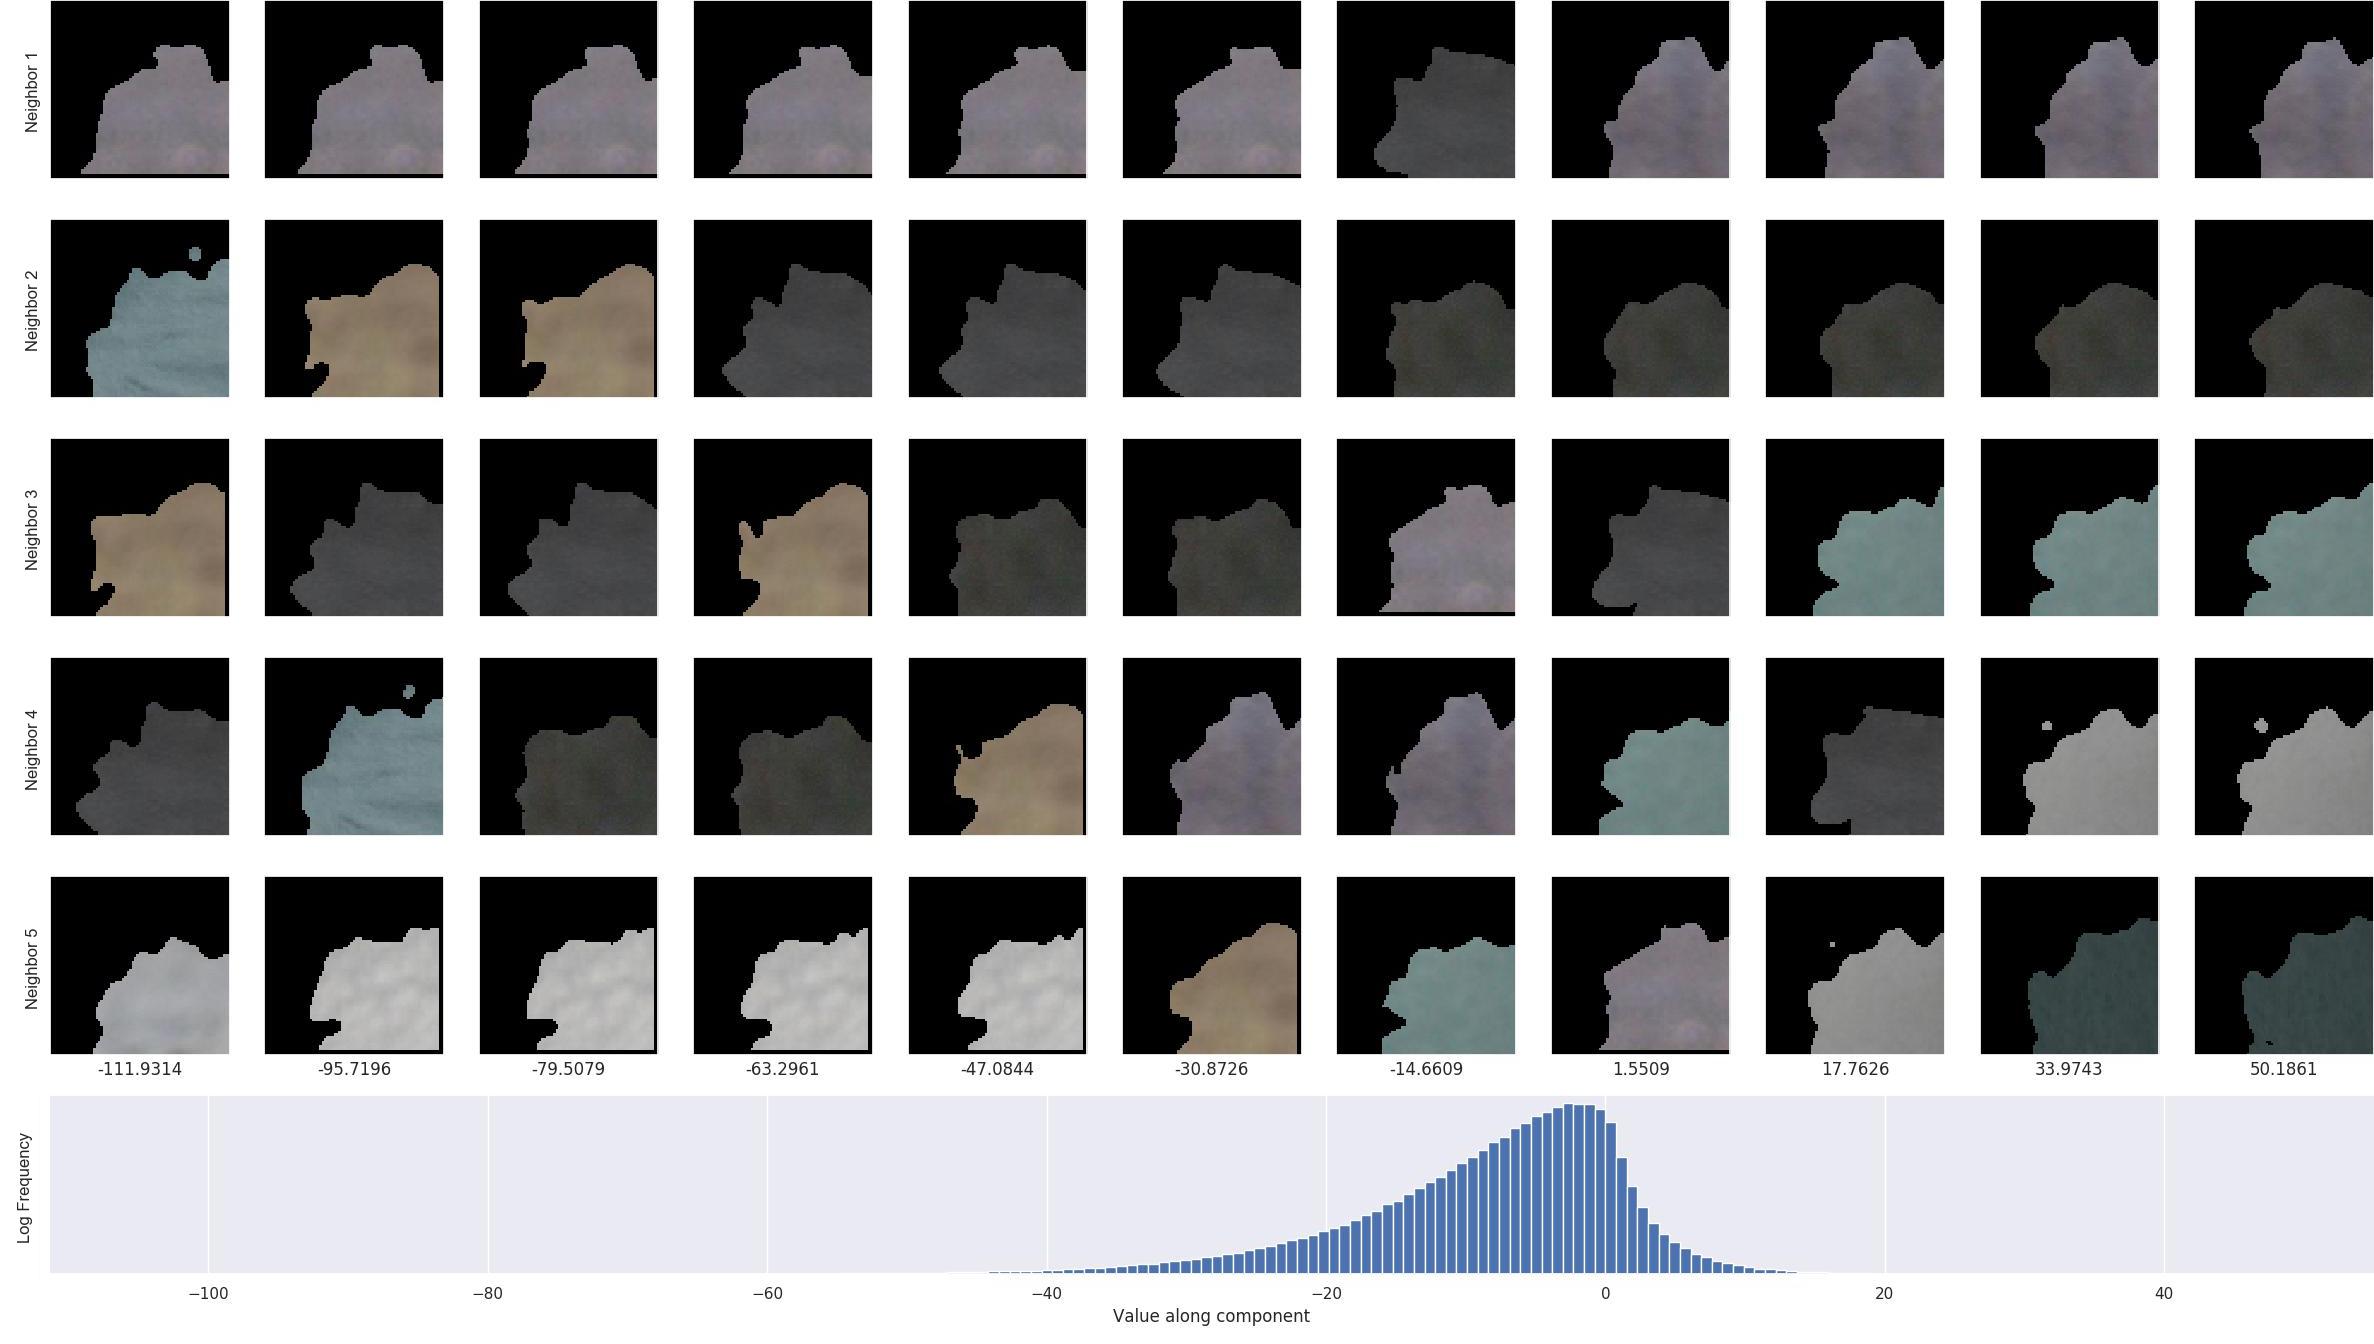 Neighbor 1
Neighbor 2
Neighbor 3
Neighbor 4
Neighbor 5
-111.9314 -95.7196 -79.5079 -63.2961 -47.0844 -30.8726 -14.6609 1.5509 17.7626 33.9743 50.1861
Log Frequency
−100 −80 −60 −40 −20 0 20 40
Value along component